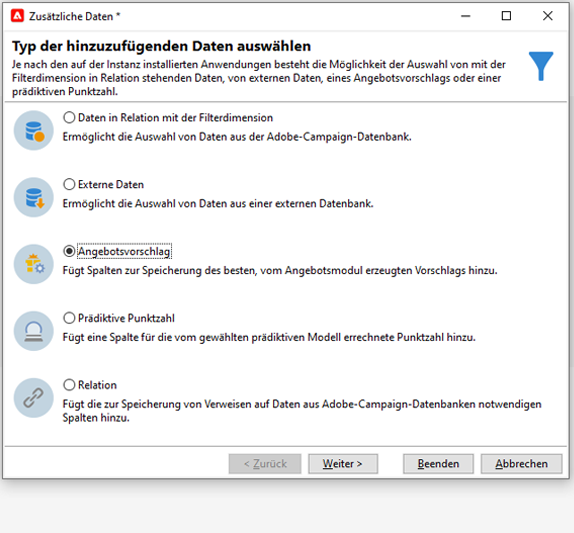 Zusätzliche Daten *
Typ der hinzuzufügenden Daten auswählen
Je nach den auf der Instanz installierten Anwendungen besteht die Möglichkeit der Auswahl von mit der
Filterdimension in Relation stehenden Daten, von externen Daten, eines Angebotsvorschlags oder einer
prädiktiven Punktzahl.
Daten in Relation mit der Filterdimension
Ermöglicht die Auswahl von Daten aus der Adobe-Campaign-Datenbank.
Externe Daten
Ermöglicht die Auswahl von Daten aus einer externen Datenbank.
Angebotsvorschlag
Fügt Spalten zur Speicherung des besten, vom Angebotsmodul erzeugten Vorschlags hinzu.
Prädiktive Punktzahl
Fügt eine Spalte für die vom gewählten prädiktiven Modell errechnete Punktzahl hinzu.
Relation
Fügt die zur Speicherung von Verweisen auf Daten aus Adobe-Campaign-Datenbanken notwendigen
Spalten hinzu.
< Zurück Weiter > Beenden Abbrechen